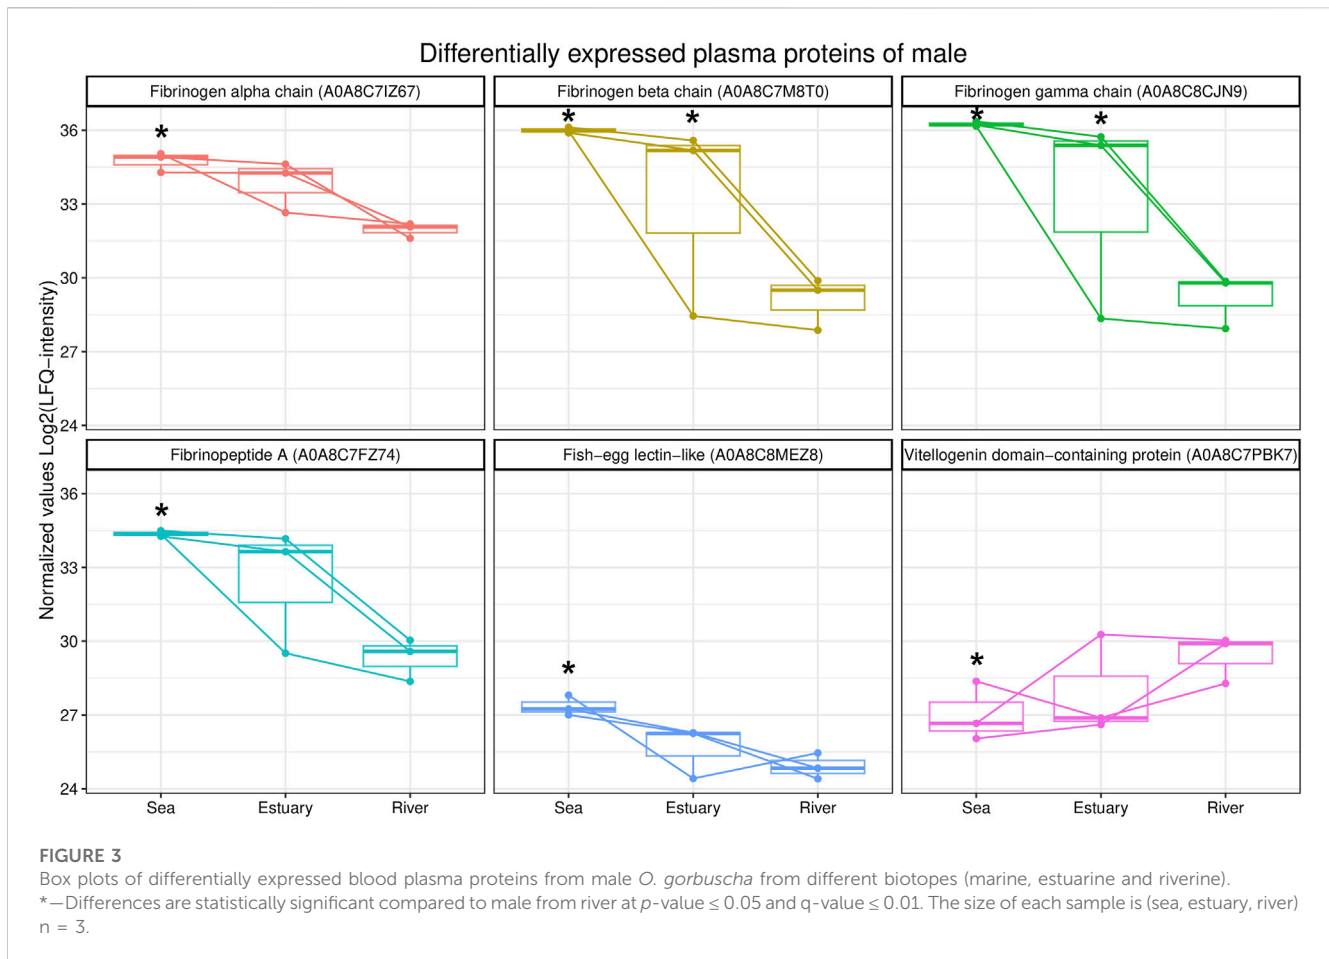 Differentially expressed plasma proteins of male
Fibrinogen alpha chain (A0A8C7IZ67)
Fibrinogen beta chain (A0A8C7M8T0)
Fibrinogen gamma chain (A0A8C8CJN9)
*
*
*
*
*
36
33
30
27
24
Normalized values Log2(LFQ−intensity)
Fibrinopeptide A (A0A8C7FZ74)
Fish−egg lectin−like (A0A8C8MEZ8)
Vitellogenin domain−containing protein (A0A8C7PBK7)
*
*
*
36
33
30
27
24
Sea
Estuary
River
Sea
Estuary
River
Sea
Estuary
River
FIGURE 3
Box plots of differentially expressed blood plasma proteins from male O. gorbuscha from different biotopes (marine, estuarine and riverine).
*—Differences are statistically significant compared to male from river at p-value ≤ 0.05 and q-value ≤ 0.01. The size of each sample is (sea, estuary, river)
n = 3.